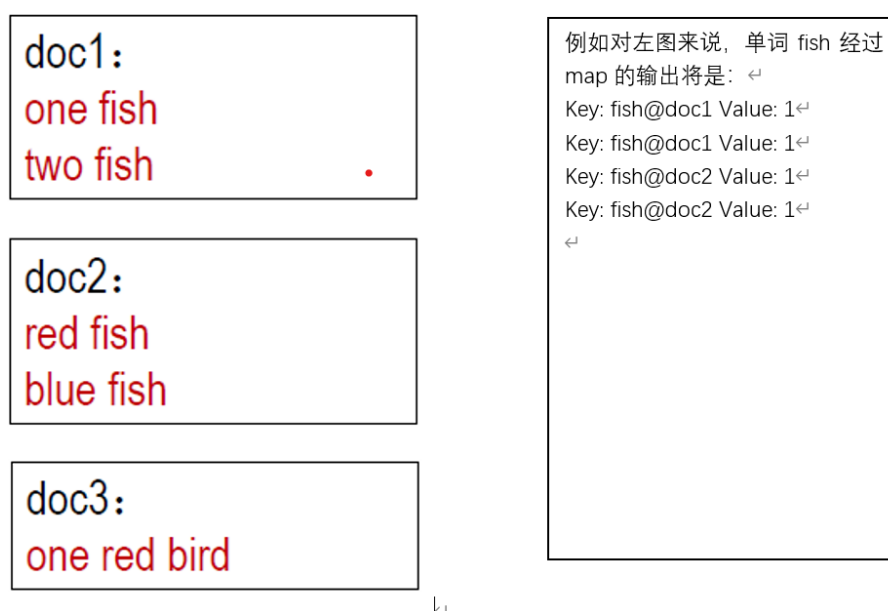 doc1：
one fish
two fish
doc2：
red fish
blue fish
doc3：
one red bird
例如对左图来说，单词 fish 经过
map 的输出将是：
Key: fish@doc1 Value: 1
Key: fish@doc1 Value: 1
Key: fish@doc2 Value: 1
Key: fish@doc2 Value: 1